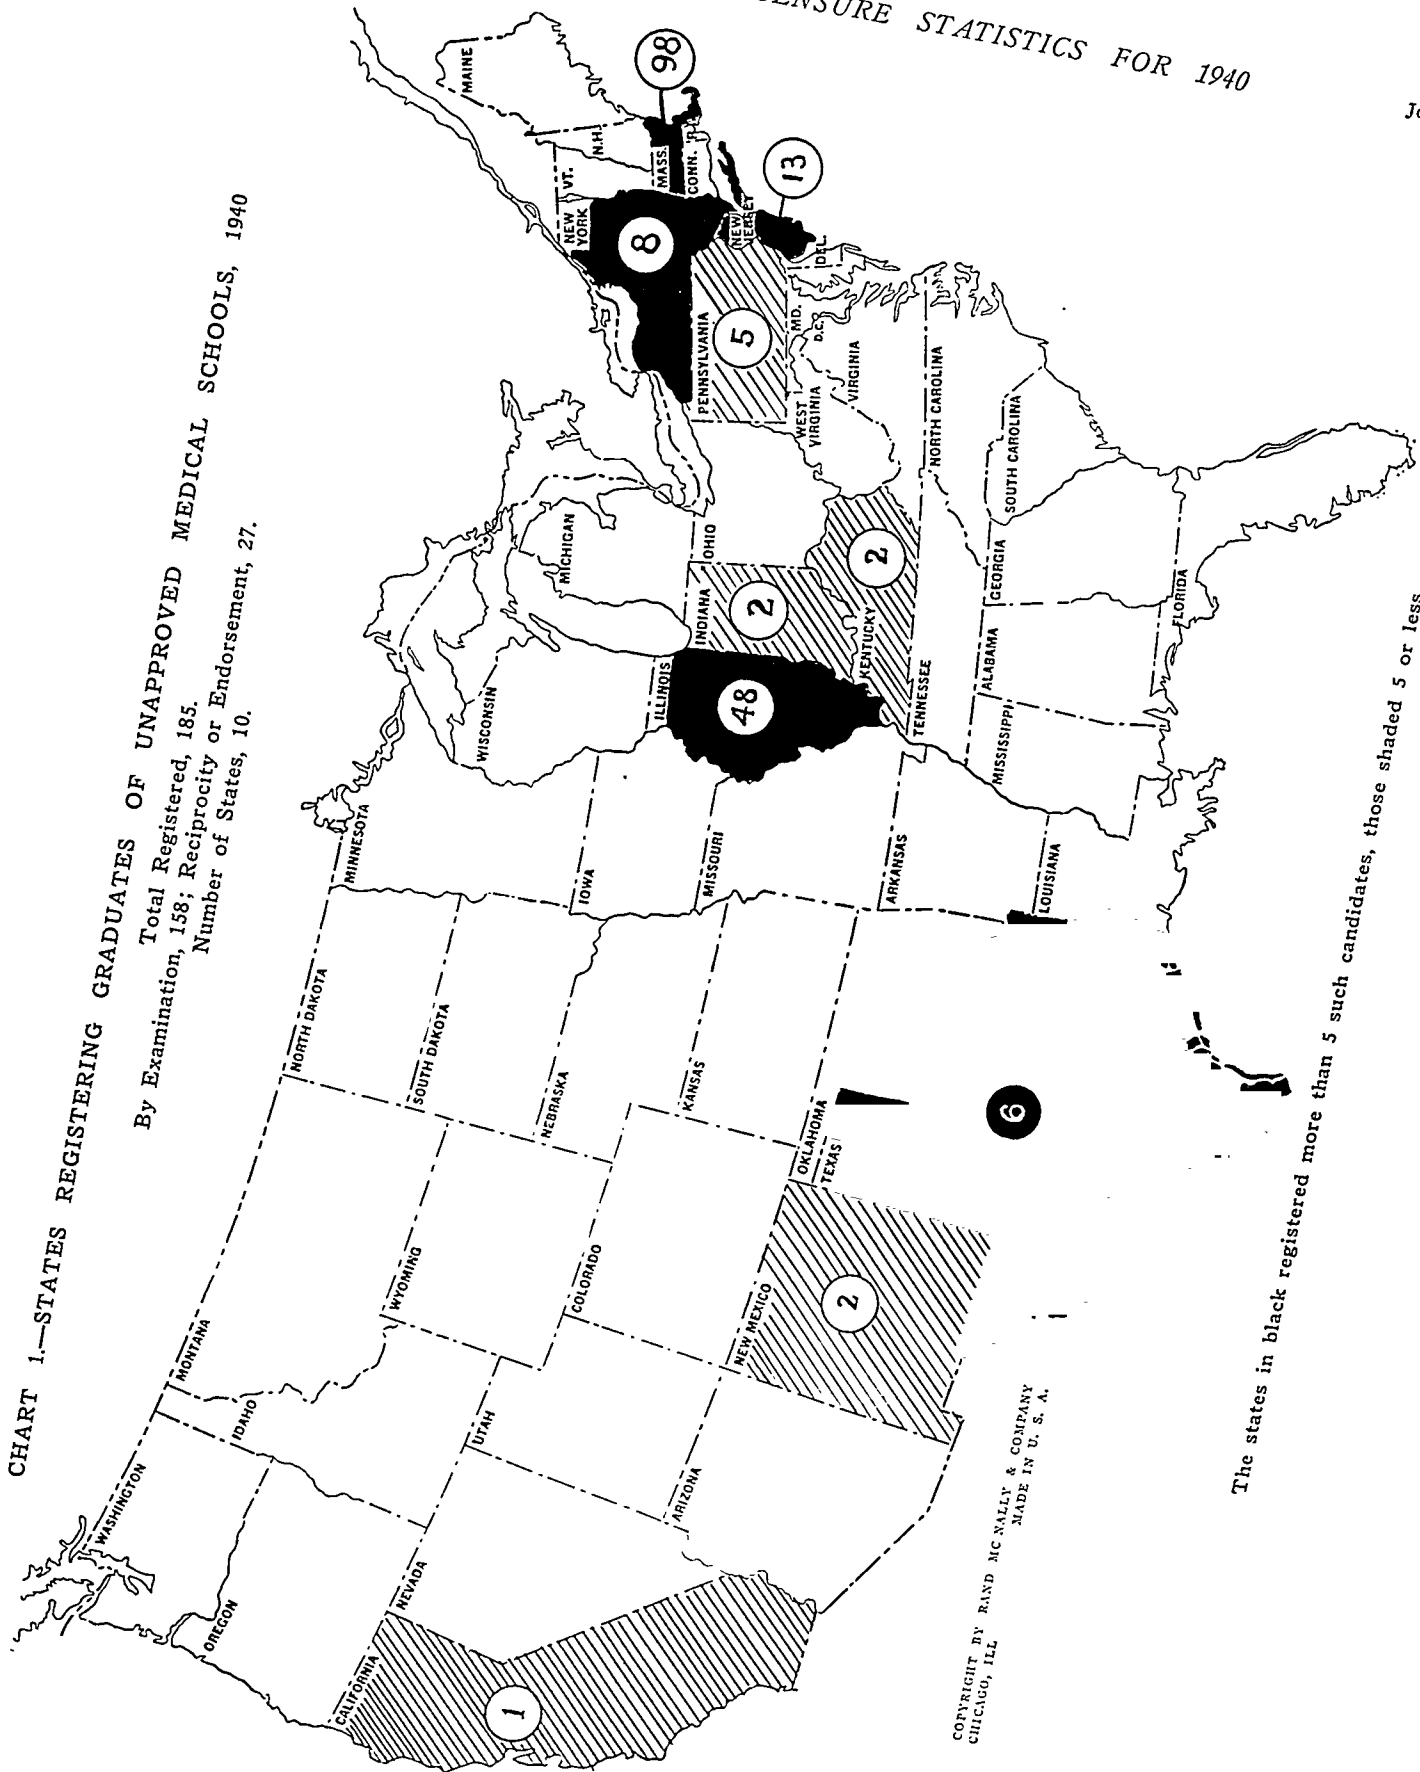 ENSURE STATISTICS FOR 1940
CHART 1.—STATES REGISTERING GRADUATES OF UNAPPROVED MEDICAL SCHOOLS, 1940
Total Registered, 185.
By Examination, 158; Reciprocity or Endorsement, 27.
Number of States, 10.
WASHINGTON
MONTANA
NORTH DAKOTA
MINNESOTA
OREGON
IDAHO
WYOMING
SOUTH DAKOTA
WISCONSIN
MICHIGAN
MAINE
N.H.
VT.
NEW YORK
8
MASS.
98
CONN.
R.I.
CALIFORNIA
1
NEVADA
UTAH
COLORADO
NEBRASKA
IOWA
ILLINOIS
48
INDIANA
2
OHIO
PENNSYLVANIA
5
NEW JERSEY
13
DEL.
MD.
D.C.
ARIZONA
NEW MEXICO
2
KANSAS
MISSOURI
KENTUCKY
2
WEST VIRGINIA
VIRGINIA
OKLAHOMA
TEXAS
6
ARKANSAS
TENNESSEE
NORTH CAROLINA
SOUTH CAROLINA
LOUISIANA
MISSISSIPPI
ALABAMA
GEORGIA
FLORIDA
COPYRIGHT BY RAND MC NALLY & COMPANY
CHICAGO, ILL MADE IN U. S. A.
The states in black registered more than 5 such candidates, those shaded 5 or less